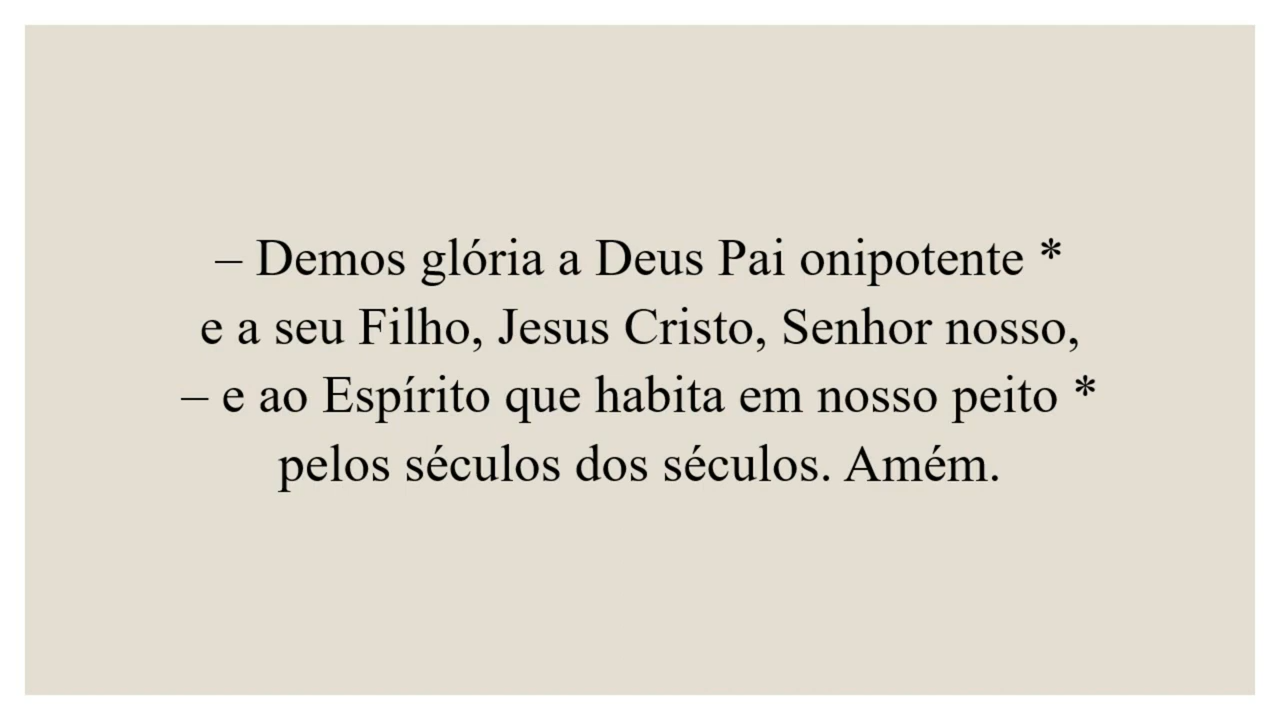 – Demos glória a Deus Pai onipotente *
e a seu Filho, Jesus Cristo, Senhor nosso,
– e ao Espírito que habita em nosso peito *
pelos séculos dos séculos. Amém.